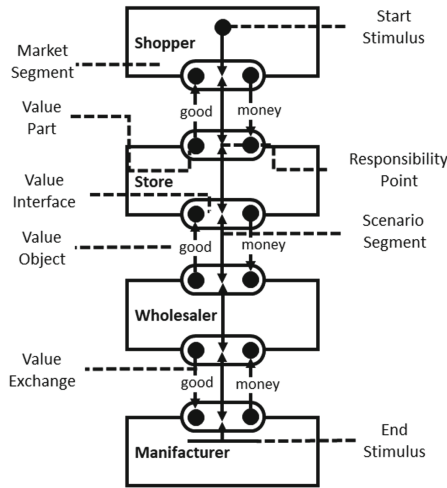 Start
Stimulus
Shopper
Market
Segment
good
money
Value
Part
Responsibility
Point
Store
Value
Interface
Scenario
Segment
Value
Object
good
money
Wholesaler
Value
Exchange
good
money
Manifacturer
End
Stimulus